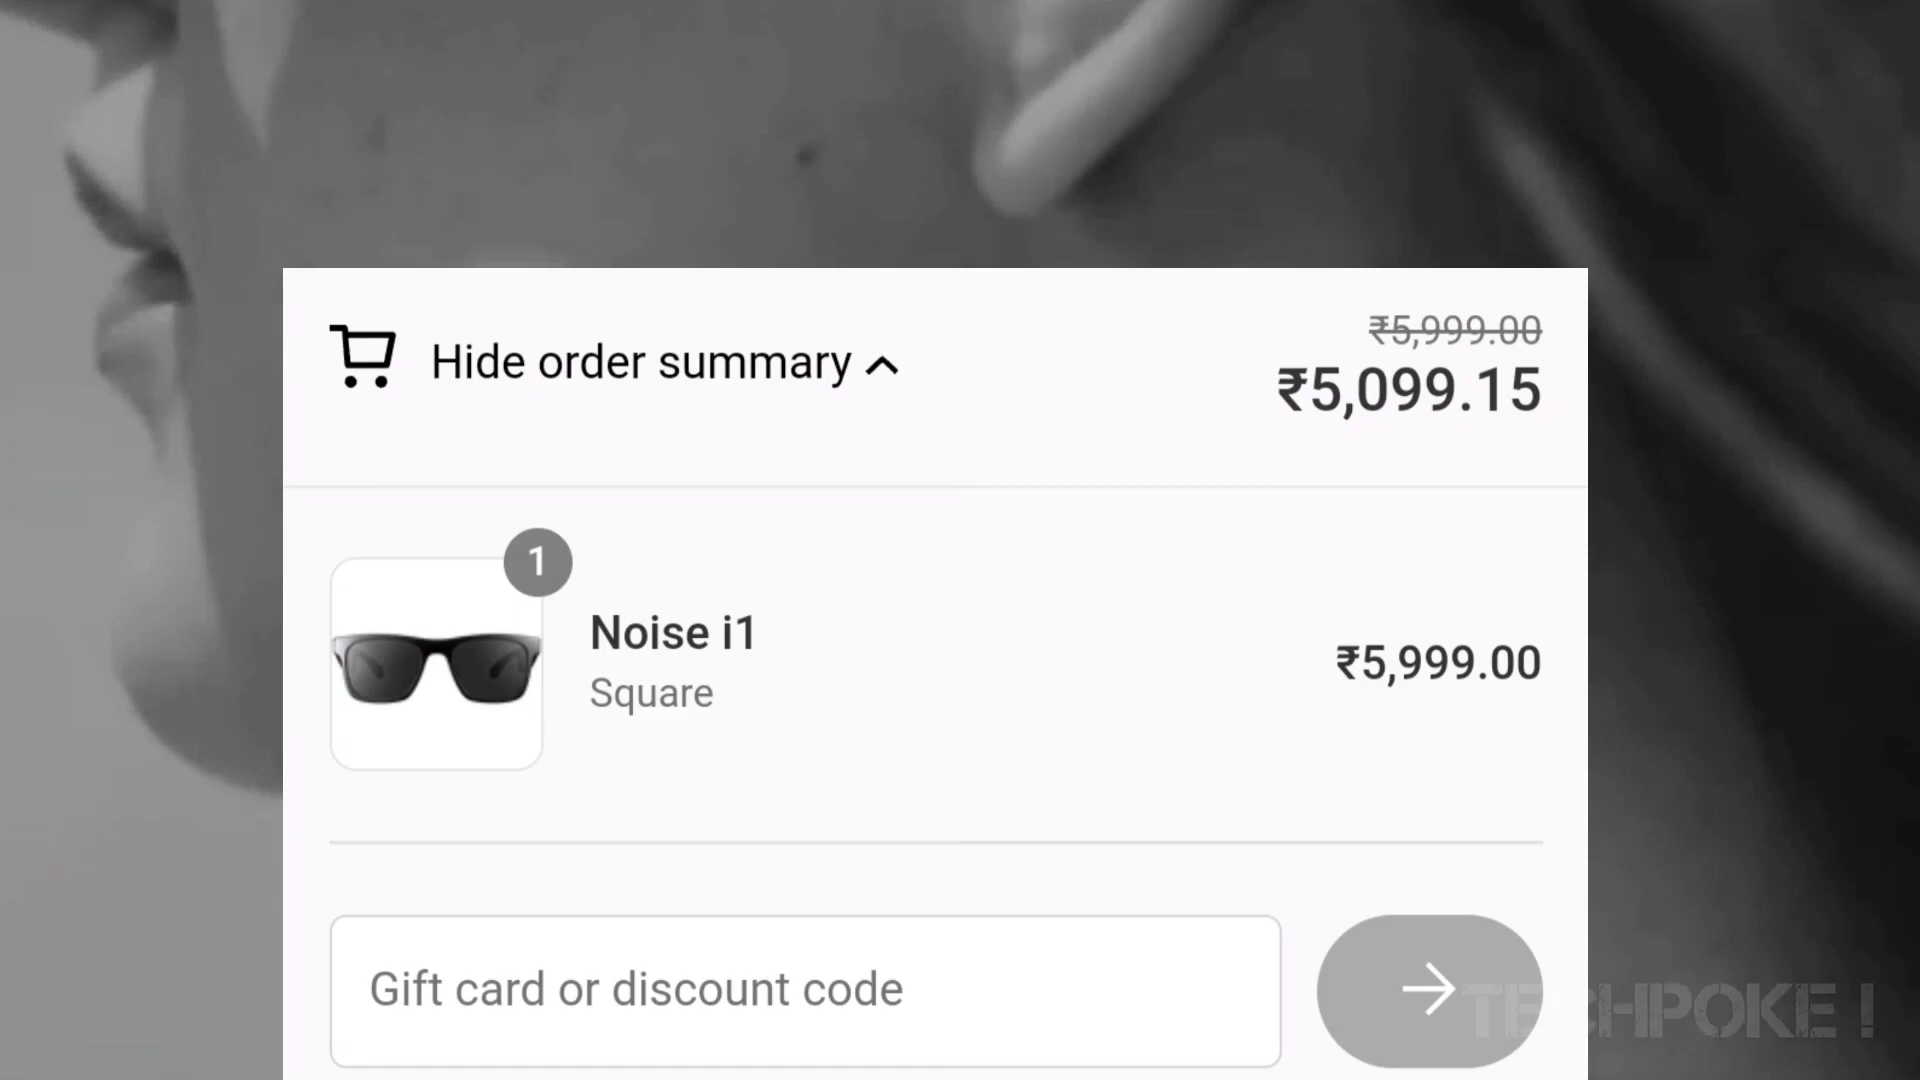 ₹5,999.00
Hide order summary
₹5,099.15
1
Noise i1
₹5,999.00
Square
Gift card or discount code
TECHPOKE !